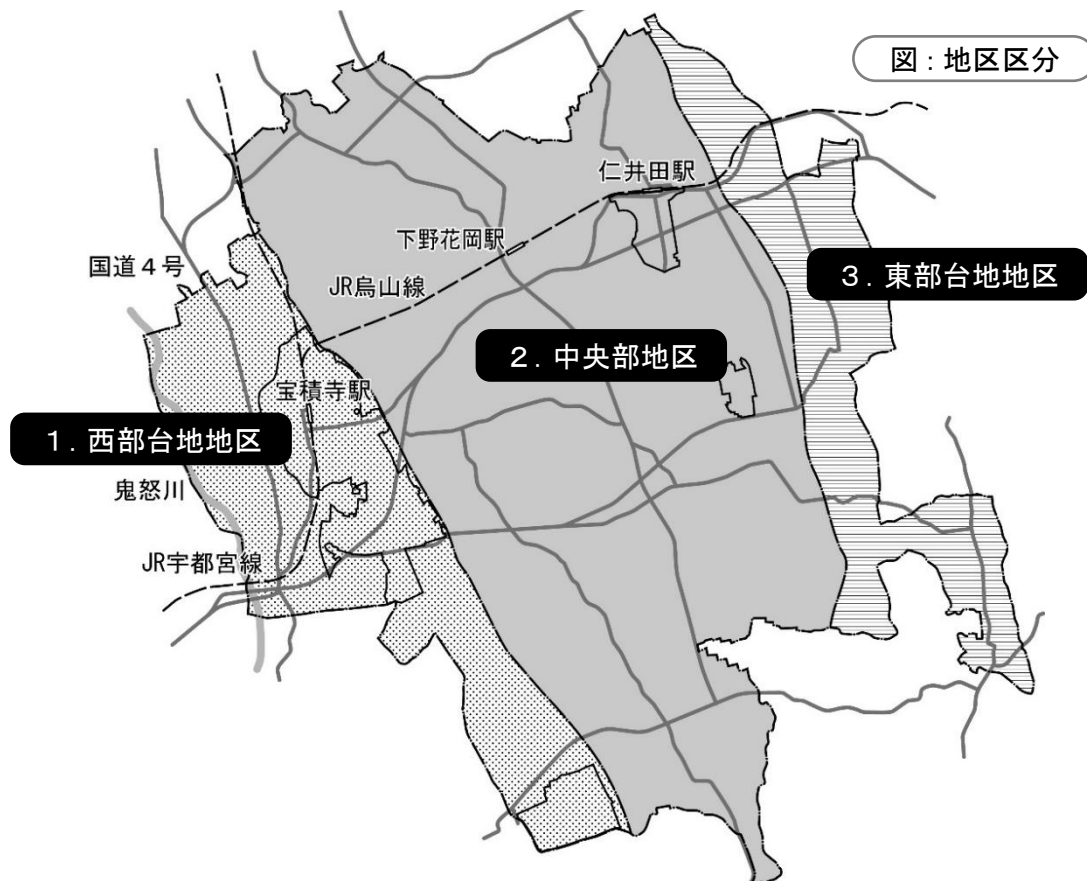 図：地区区分
仁井田駅
下野花岡駅
国道４号
JR烏山線
３．東部台地地区
２．中央部地区
宝積寺駅
１．西部台地地区
鬼怒川
JR宇都宮線